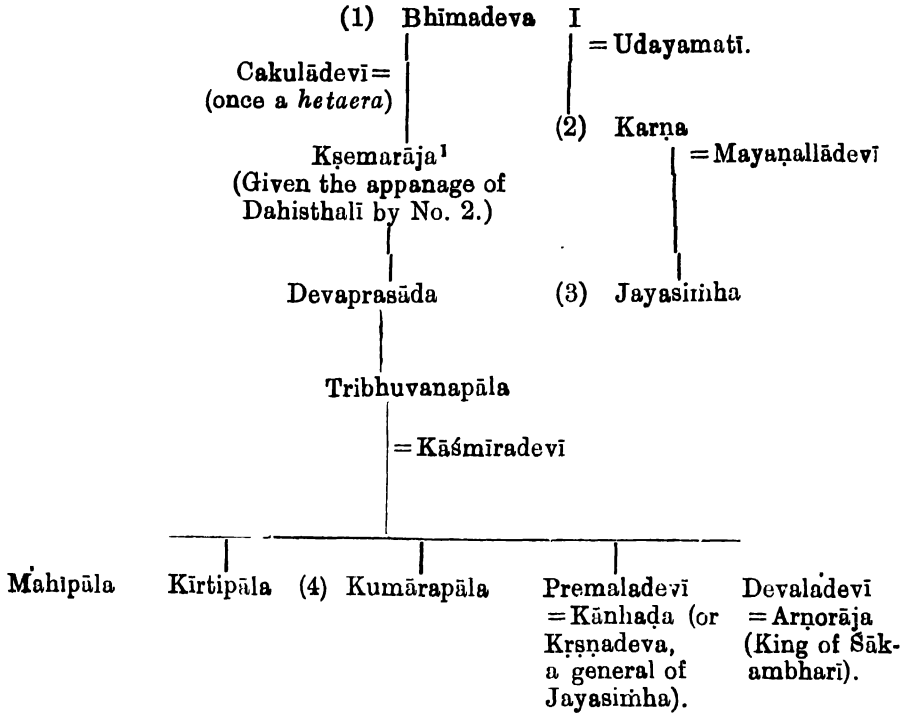 (1) Bhīmadeva I
= Udayamatī.
Cakulādevī=
(once a hetaera)
(2) Karṇa
Kṣemarāja¹
= Mayaṇallādevī
(Given the appanage of
Dahisthalī by No. 2.)
Devaprasāda (3) Jayasiṁha
Tribhuvanapāla
= Kāśmīradevī
Mahīpāla Kīrtipāla (4) Kumārapāla Premaladevī Devaladevī
= Kānhaḍa (or = Arṇorāja
Kṛṣṇadeva, (King of Śāk-
a general of ambharī).
Jayasiṁha).